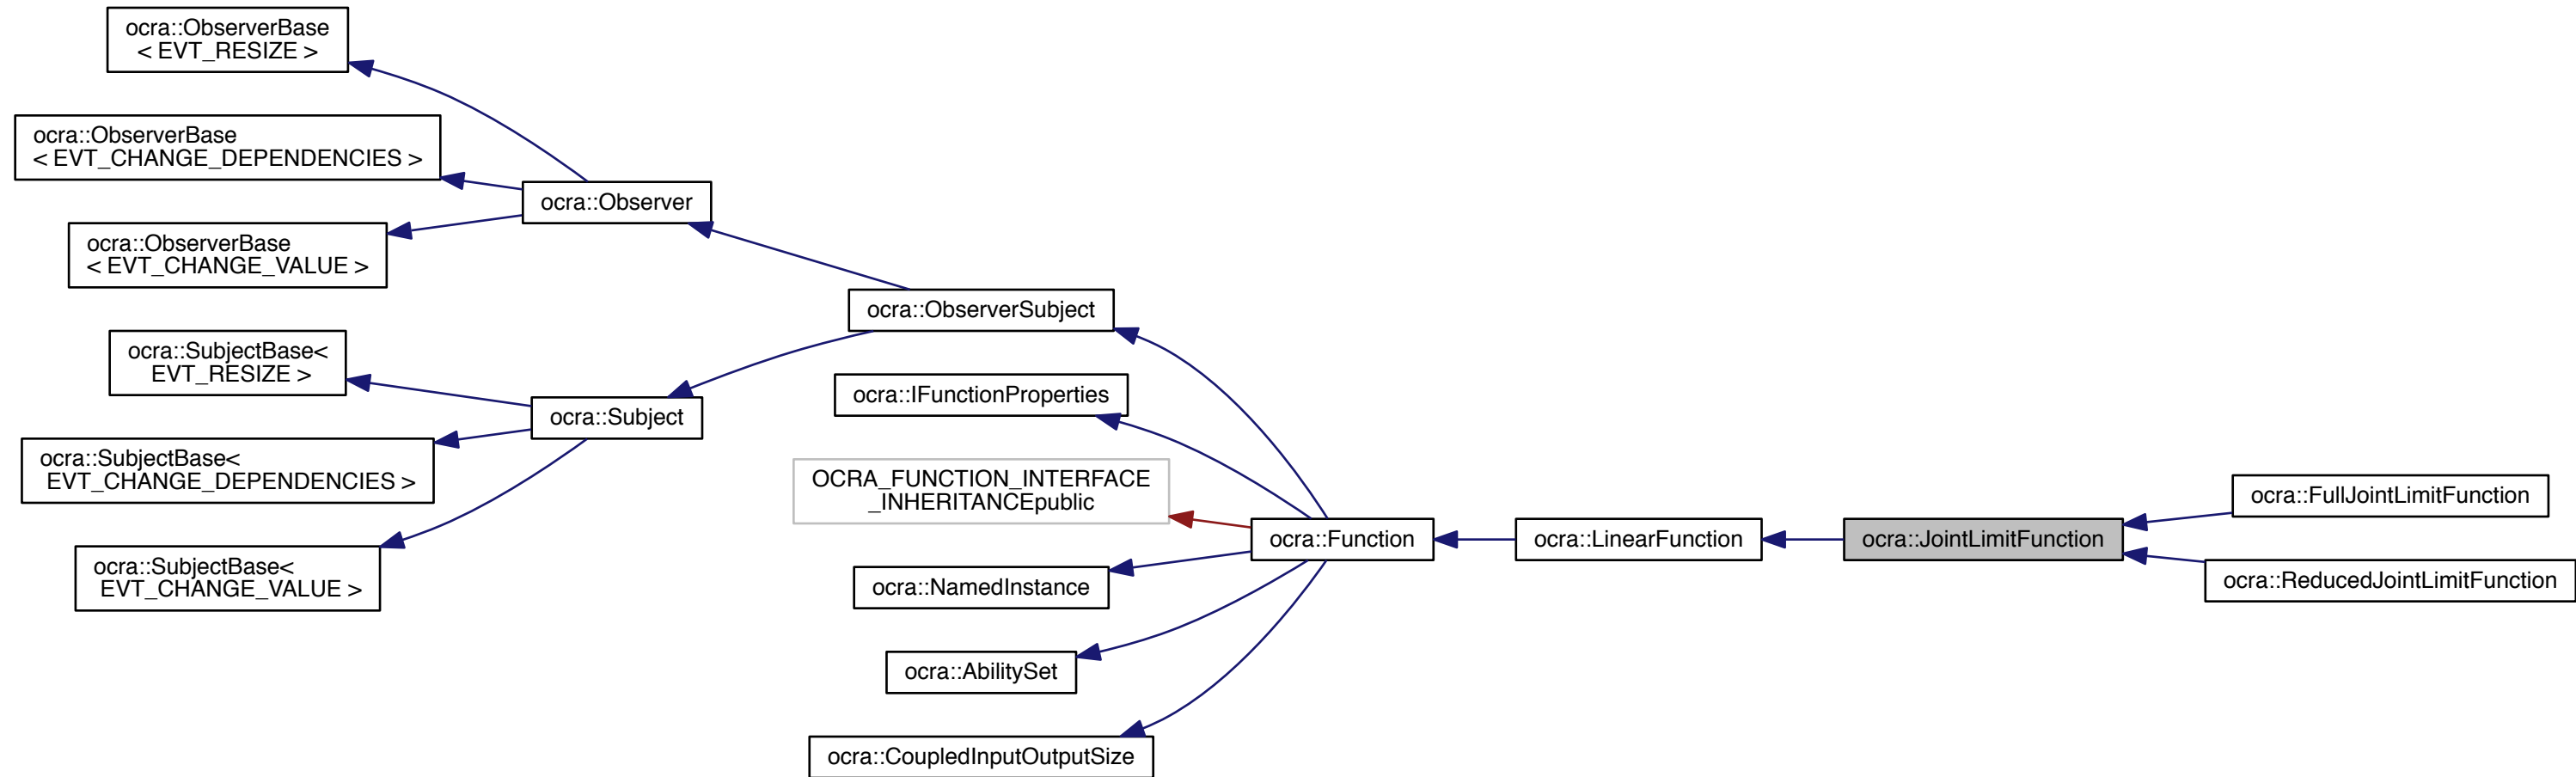 ocra::ObserverBase
< EVT_RESIZE >
ocra::ObserverBase
< EVT_CHANGE_DEPENDENCIES >
ocra::Observer
ocra::ObserverBase
< EVT_CHANGE_VALUE >
ocra::ObserverSubject
ocra::SubjectBase<
EVT_RESIZE >
ocra::IFunctionProperties
ocra::Subject
ocra::SubjectBase<
EVT_CHANGE_DEPENDENCIES >
OCRA_FUNCTION_INTERFACE
_INHERITANCEpublic
ocra::FullJointLimitFunction
ocra::Function
ocra::LinearFunction
ocra::JointLimitFunction
ocra::SubjectBase<
EVT_CHANGE_VALUE >
ocra::NamedInstance
ocra::ReducedJointLimitFunction
ocra::AbilitySet
ocra::CoupledInputOutputSize